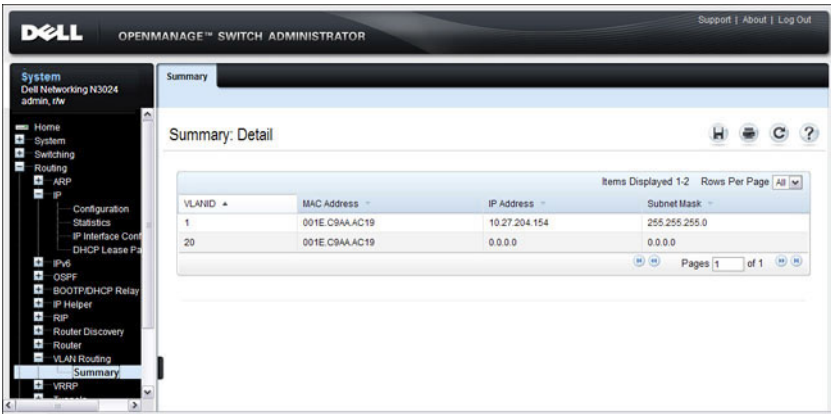 Support | About | Log Out
DELL OPENMANAGE™ SWITCH ADMINISTRATOR
System
Dell Networking N3024
admin, r/w
Home
System
Switching
Routing
ARP
IP
Configuration
Statistics
IP Interface Conf
DHCP Lease Pa
IPv6
OSPF
BOOTP/DHCP Relay
IP Helper
RIP
Router Discovery
Router
VLAN Routing
Summary
VRRP
Summary
Summary: Detail
Items Displayed 1-2 Rows Per Page All
VLANID MAC Address IP Address Subnet Mask
1 001E.C9AA.AC19 10.27.204.154 255.255.255.0
20 001E.C9AA.AC19 0.0.0.0 0.0.0.0
Pages 1 of 1